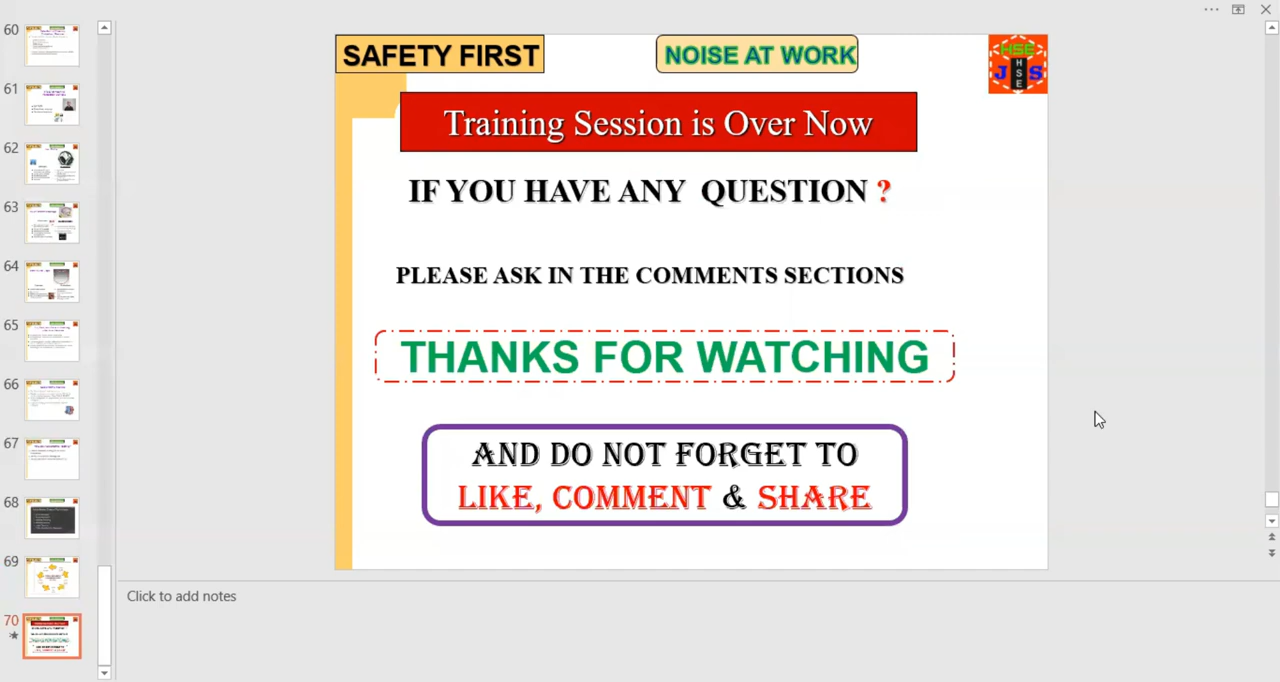 60
61
62
63
64
65
66
67
68
69
70
SAFETY FIRST
NOISE AT WORK
HSE
J S
H
S
E
Training Session is Over Now
IF YOU HAVE ANY QUESTION ?
PLEASE ASK IN THE COMMENTS SECTIONS
THANKS FOR WATCHING
AND DO NOT FORGET TO
LIKE, COMMENT & SHARE
Click to add notes